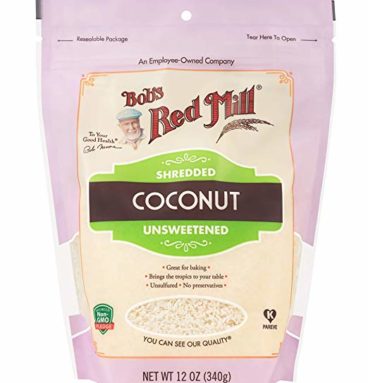 Resealable Package
Tear Here To Open
An Employee-Owned Company
Bob's
Red Mill®
To Your
Good Health®
Bob Moore
SHREDDED
COCONUT
UNSWEETENED
• Great for baking •
• Brings the tropics to your table •
• Unsulfured • No preservatives •
Non-
GMO
K
PAREVE
YOU CAN SEE OUR QUALITY®
NET WT 12 OZ (340g)